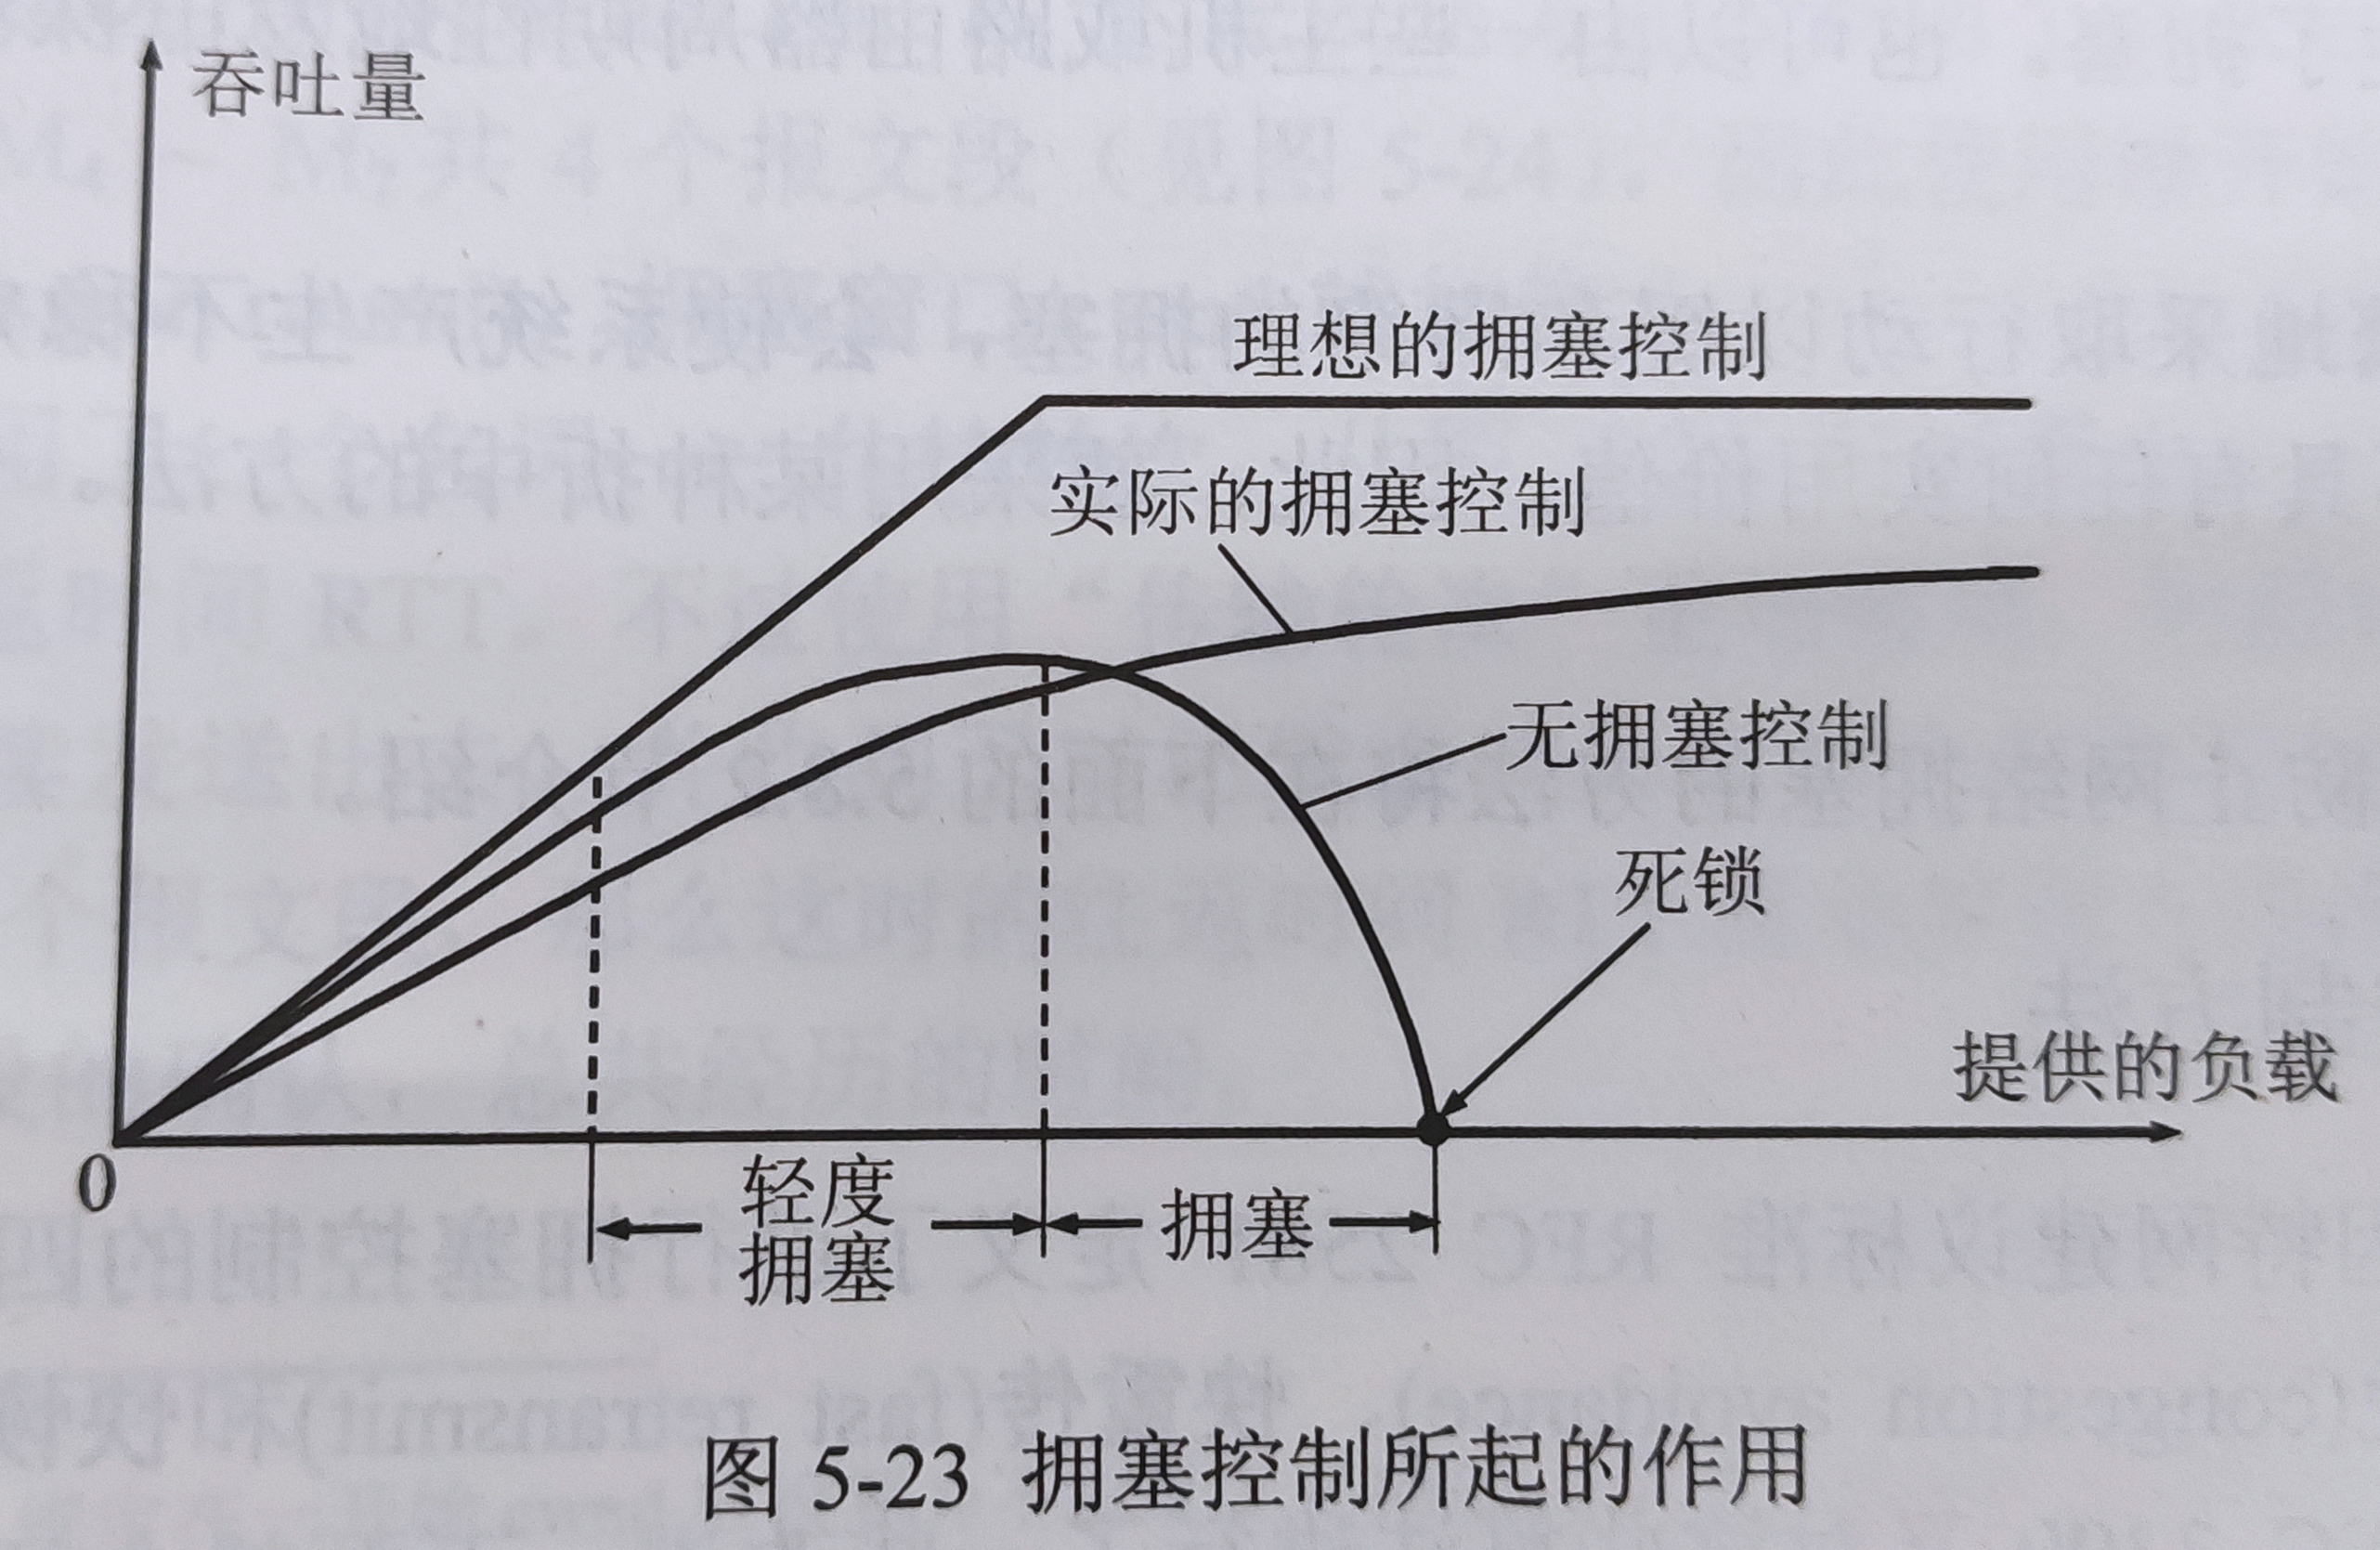 吞吐量
理想的拥塞控制
实际的拥塞控制
无拥塞控制
死锁
提供的负载
0
轻度
拥塞
拥塞
图 5-23 拥塞控制所起的作用